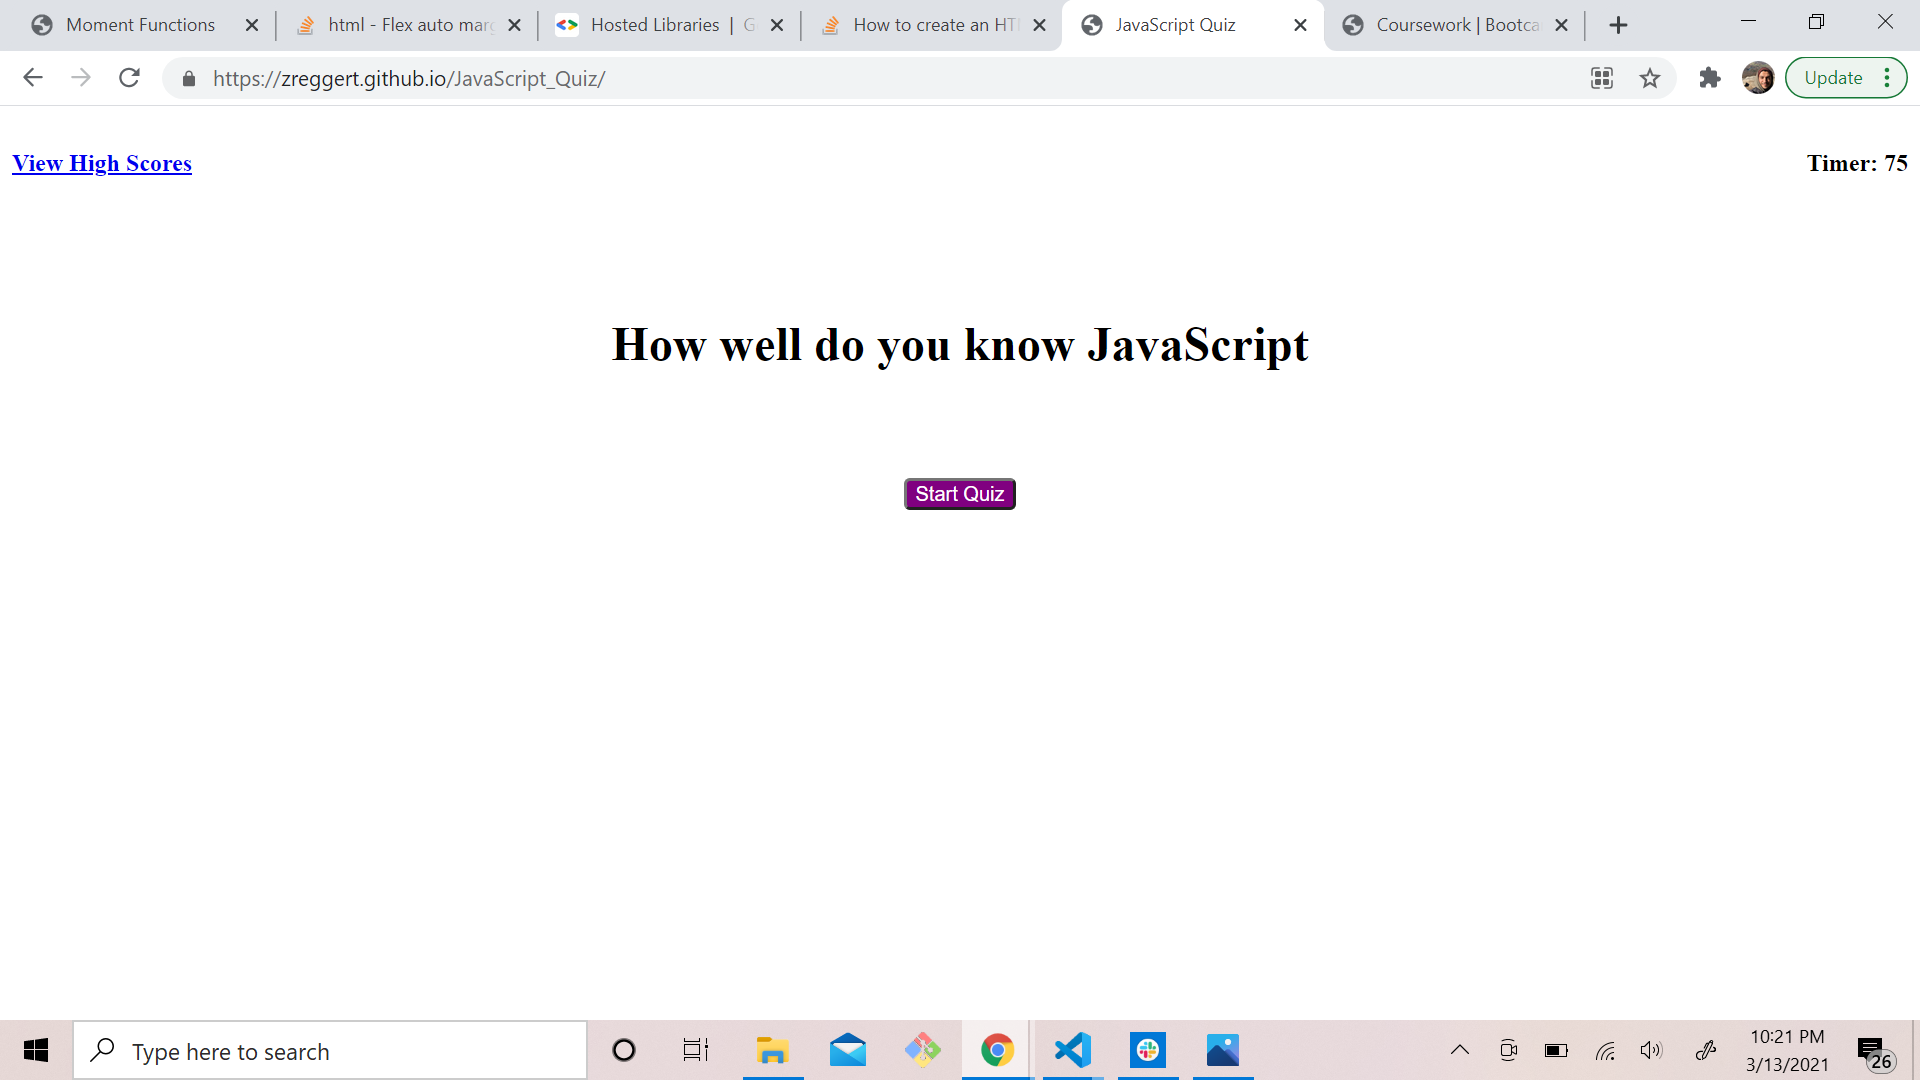 Moment Functions
html - Flex auto marg
Hosted Libraries | G
How to create an HT
JavaScript Quiz
Coursework | Bootca
https://zreggert.github.io/JavaScript_Quiz/
Update
View High Scores
Timer: 75
How well do you know JavaScript
Start Quiz
Type here to search
10:21 PM
3/13/2021
26